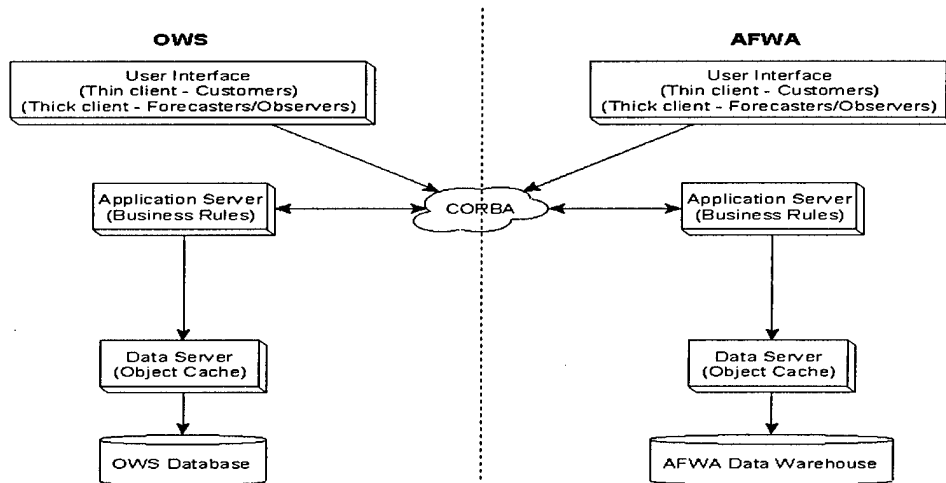 OWS
User Interface
(Thin client - Customers)
(Thick client - Forecasters/Observers)
AFWA
User Interface
(Thin client - Customers)
(Thick client - Forecasters/Observers)
Application Server
(Business Rules)
CORBA
Application Server
(Business Rules)
Data Server
(Object Cache)
Data Server
(Object Cache)
OWS Database
AFWA Data Warehouse